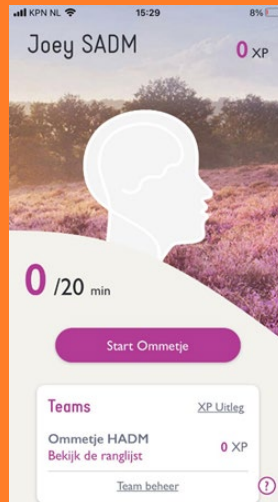 KPN NL 15:29 8%
Joey SADM 0 XP
0 /20 min
Start Ommetje
Teams XP Uitleg
Ommetje HADM 0 XP
Bekijk de ranglijst
Team beheer ?